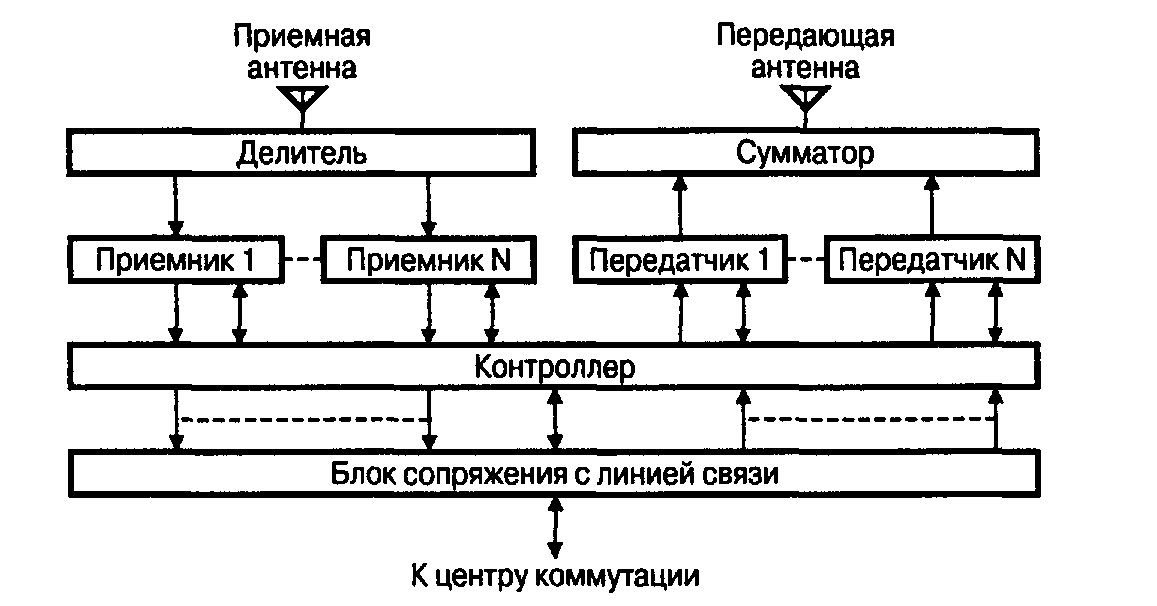 Приемная
антенна
Передающая
антенна
Делитель
Сумматор
Приемник 1
Приемник N
Передатчик 1
Передатчик N
Контроллер
Блок сопряжения с линией связи
К центру коммутации